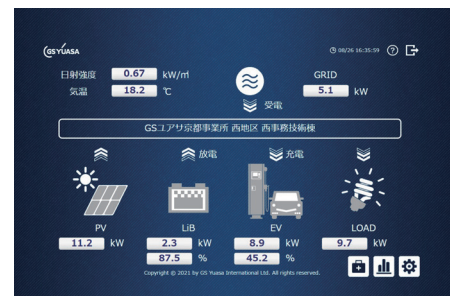 GS YUASA
08/26 16:35:59
日射強度 0.67 kW/㎡
気温 18.2 ℃
GRID
5.1 kW
受電
GSユアサ京都事業所 西地区 西事務技術棟
放電
充電
PV
11.2 kW
LiB
2.3 kW
87.5 %
EV
8.9 kW
45.2 %
LOAD
9.7 kW
Copyright © 2021 by GS Yuasa International Ltd. All rights reserved.